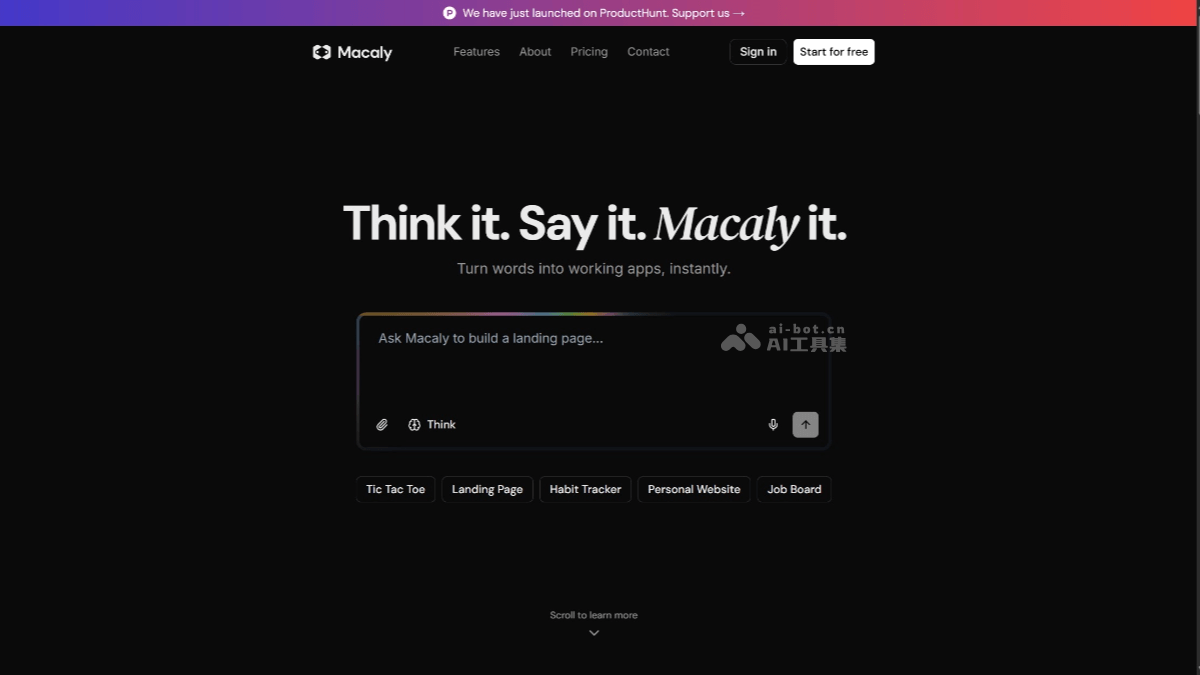 We have just launched on ProductHunt. Support us →
Macaly
Features
About
Pricing
Contact
Sign in
Start for free
Think it. Say it. Macaly it.
Turn words into working apps, instantly.
Ask Macaly to build a landing page...
ai-bot.cn
AI工具集
Think
Tic Tac Toe
Landing Page
Habit Tracker
Personal Website
Job Board
Scroll to learn more